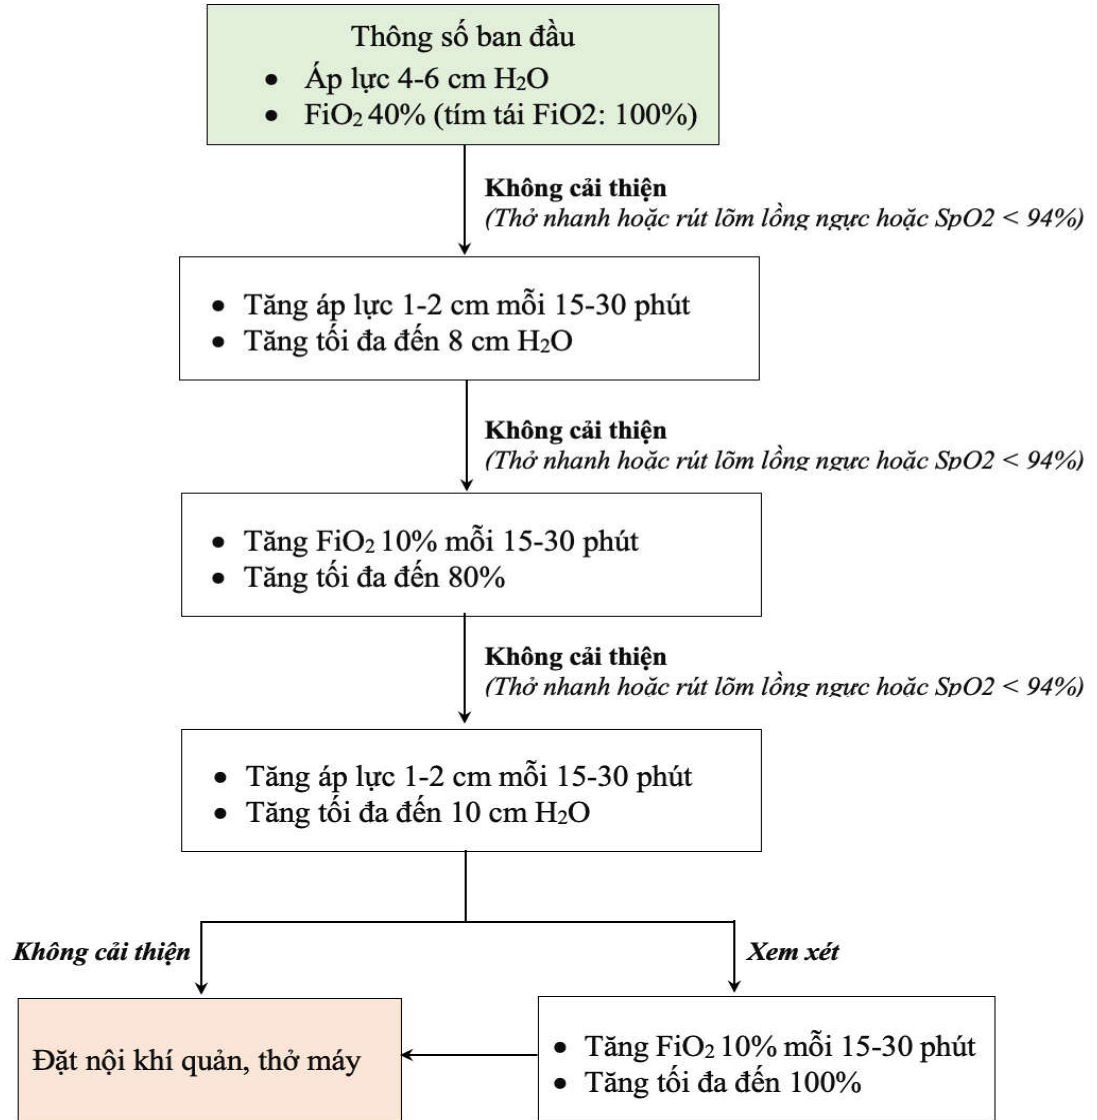 Thông số ban đầu
• Áp lực 4-6 cm H₂O
• FiO₂ 40% (tím tái FiO2: 100%)
Không cải thiện
(Thở nhanh hoặc rút lõm lồng ngực hoặc SpO2 < 94%)
• Tăng áp lực 1-2 cm mỗi 15-30 phút
• Tăng tối đa đến 8 cm H₂O
Không cải thiện
(Thở nhanh hoặc rút lõm lồng ngực hoặc SpO2 < 94%)
• Tăng FiO₂ 10% mỗi 15-30 phút
• Tăng tối đa đến 80%
Không cải thiện
(Thở nhanh hoặc rút lõm lồng ngực hoặc SpO2 < 94%)
• Tăng áp lực 1-2 cm mỗi 15-30 phút
• Tăng tối đa đến 10 cm H₂O
Không cải thiện
Xem xét
Đặt nội khí quản, thở máy
• Tăng FiO₂ 10% mỗi 15-30 phút
• Tăng tối đa đến 100%